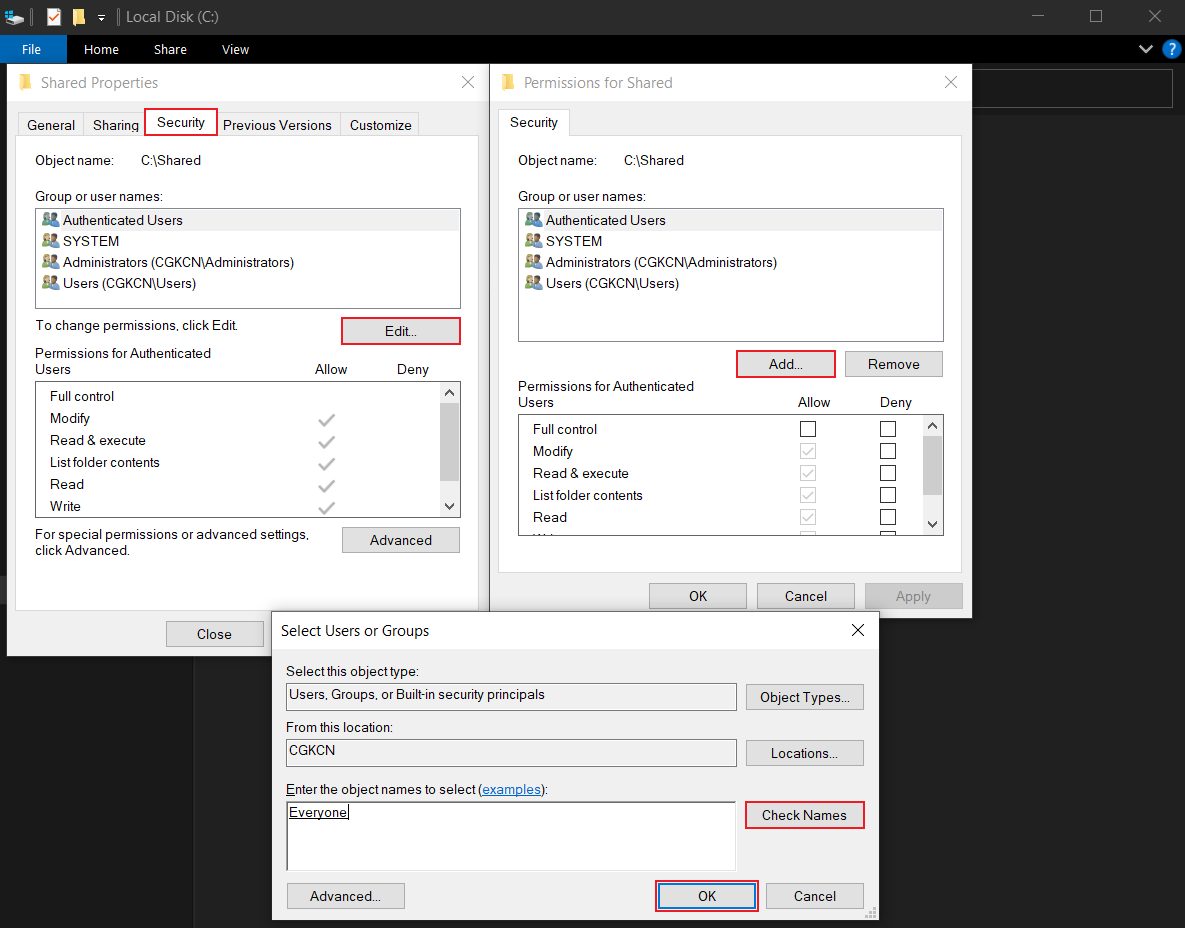 Local Disk (C:)
File Home Share View ?
Shared Properties
General Sharing Security Previous Versions Customize
Object name: C:\Shared
Group or user names:
Authenticated Users
SYSTEM
Administrators (CGKCN\Administrators)
Users (CGKCN\Users)
To change permissions, click Edit.
Edit...
Permissions for Authenticated
Users
Allow Deny
Full control
Modify
Read & execute
List folder contents
Read
Write
For special permissions or advanced settings,
click Advanced.
Advanced
Close
Permissions for Shared
Security
Object name: C:\Shared
Group or user names:
Authenticated Users
SYSTEM
Administrators (CGKCN\Administrators)
Users (CGKCN\Users)
Add... Remove
Permissions for Authenticated
Users
Allow Deny
Full control
Modify
Read & execute
List folder contents
Read
OK Cancel Apply
Select Users or Groups
Select this object type:
Users, Groups, or Built-in security principals
Object Types...
From this location:
CGKCN
Locations...
Enter the object names to select (examples):
Everyone
Check Names
Advanced... OK Cancel